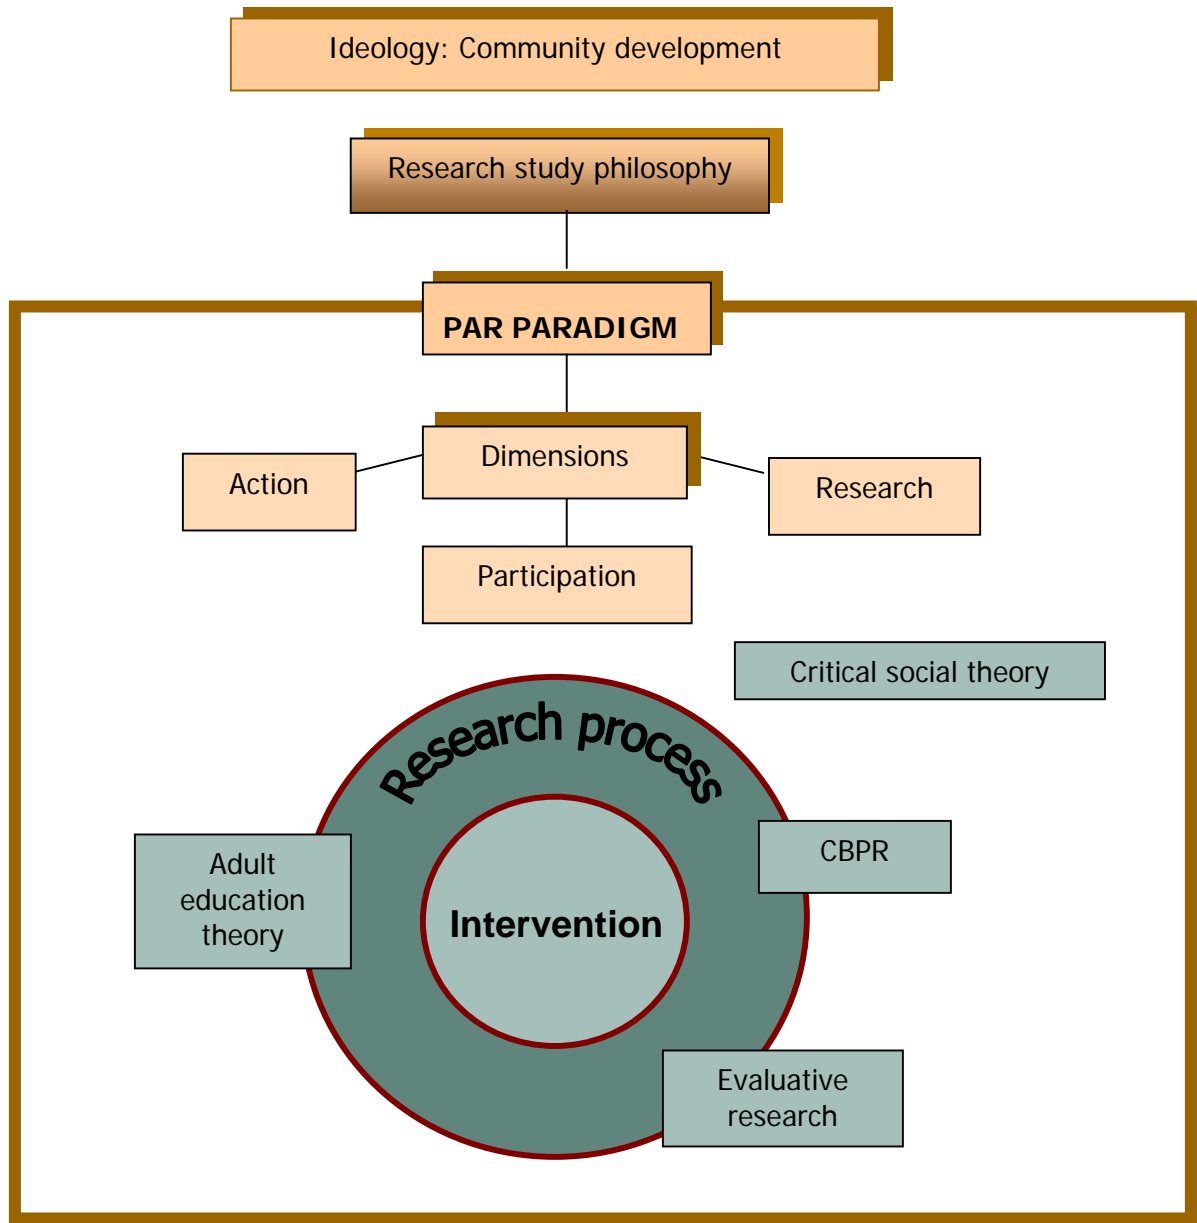 Ideology: Community development
Research study philosophy
PAR PARADIGM
Dimensions
Action
Research
Participation
Critical social theory
Research process
Adult
education
theory
CBPR
Intervention
Evaluative
research